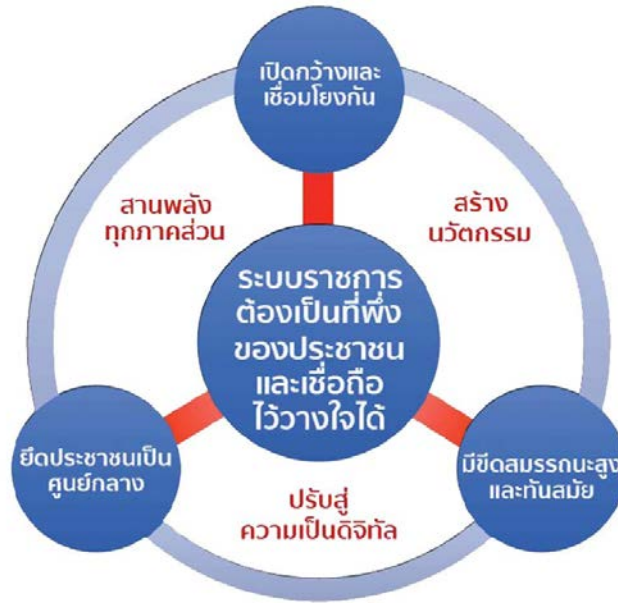 เปิดกว้างและ
เชื่อมโยงกัน
สานพลัง
ทุกภาคส่วน
สร้าง
นวัตกรรม
ระบบราชการ
ต้องเป็นที่พึ่ง
ของประชาชน
และเชื่อถือ
ไว้วางใจได้
ยึดประชาชนเป็น
ศูนย์กลาง
มีขีดสมรรถนะสูง
และทันสมัย
ปรับสู่
ความเป็นดิจิทัล